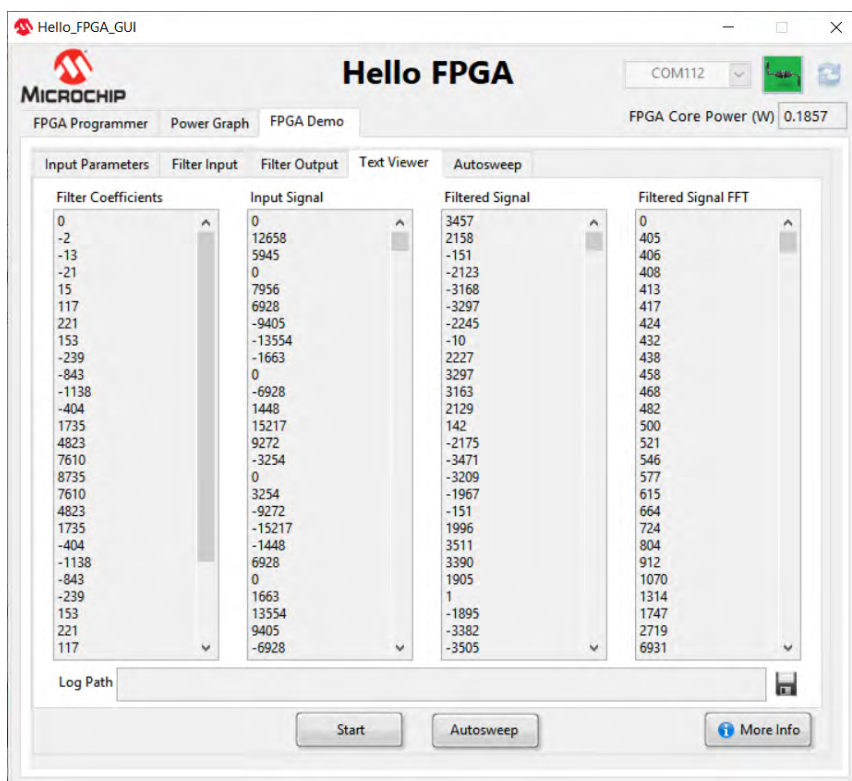 Hello_FPGA_GUI
MICROCHIP
Hello FPGA
COM112
FPGA Programmer Power Graph FPGA Demo
FPGA Core Power (W) 0.1857
Input Parameters Filter Input Filter Output Text Viewer Autosweep
Filter Coefficients Input Signal Filtered Signal Filtered Signal FFT
0 0 3457 0
-2 12658 2158 405
-13 5945 -151 406
-21 0 -2123 408
15 7956 -3168 413
117 6928 -3297 417
221 -9405 -2245 424
153 -13554 -10 432
-239 -1663 2227 438
-843 0 3297 458
-1138 -6928 3163 468
-404 1448 2129 482
1735 15217 142 500
4823 9272 -2175 521
7610 -3254 -3471 546
8735 0 -3209 577
7610 3254 -1967 615
4823 -9272 -151 664
1735 -15217 1996 724
-404 -1448 3511 804
-1138 6928 3390 912
-843 0 1905 1070
-239 1663 1 1314
153 13554 -1895 1747
221 9405 -3382 2719
117 -6928 -3505 6931
Log Path
Start Autosweep More Info